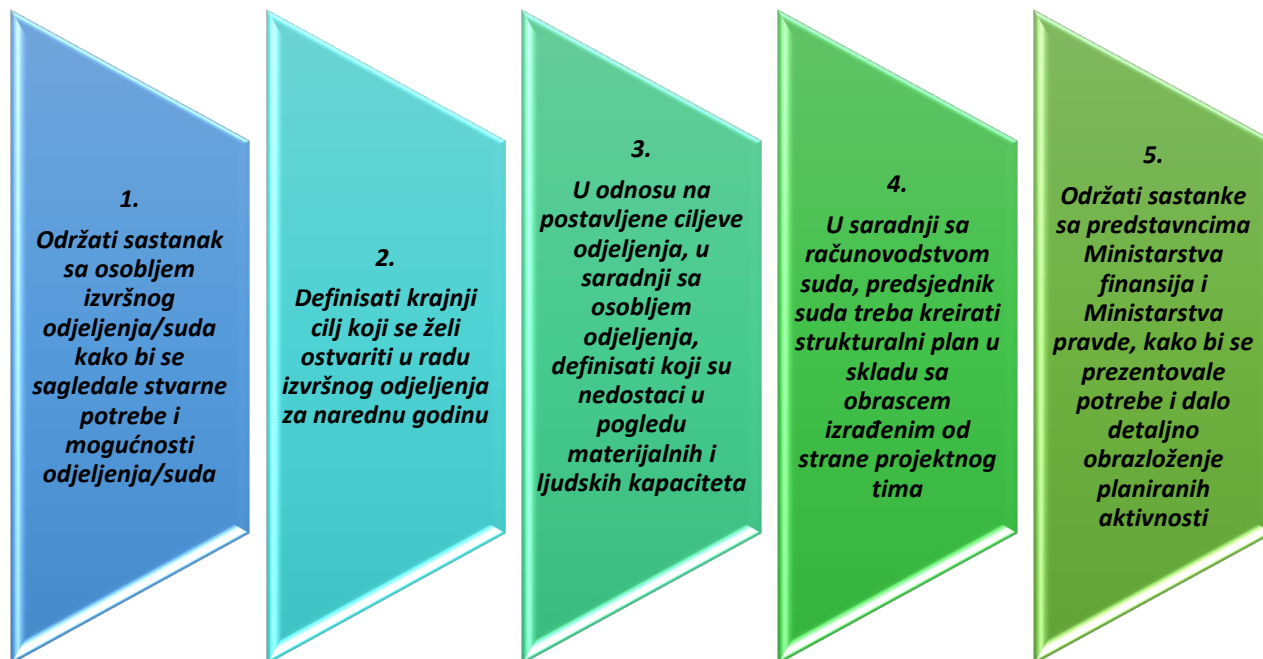 1.
Održati sastanak
sa osobljem
izvršnog
odjeljenja/suda
kako bi se
sagledale stvarne
potrebe i
mogućnosti
odjeljenja/suda
2.
Definisati krajnji
cilj koji se želi
ostvariti u radu
izvršnog odjeljenja
za narednu godinu
3.
U odnosu na
postavljene ciljeve
odjeljenja, u
saradnji sa
osobljem
odjeljenja,
definisati koji su
nedostaci u
pogledu
materijalnih i
ljudskih kapaciteta
4.
U saradnji sa
računovodstvom
suda, predsjednik
suda treba kreirati
strukturalni plan u
skladu sa
obrascem
izrađenim od
strane projektnog
tima
5.
Održati sastanke
sa predstavncima
Ministarstva
finansija i
Ministarstva
pravde, kako bi se
prezentovale
potrebe i dalo
detaljno
obrazloženje
planiranih
aktivnosti